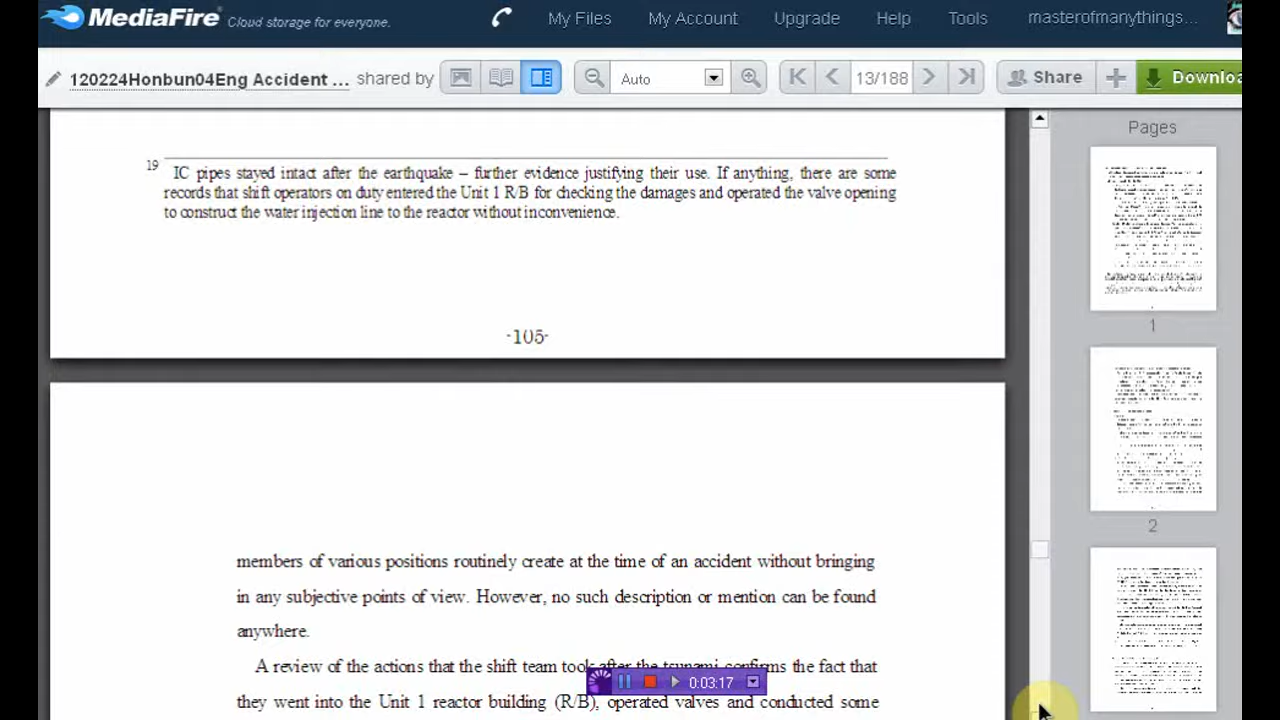 MediaFire Cloud storage for everyone. My Files My Account Upgrade Help Tools masterofmanythings...
120224Honbun04Eng Accident ... shared by Auto 13/188 Share
Pages
19 IC pipes stayed intact after the earthquake – further evidence justifying their use. If anything, there are some
records that shift operators on duty entered the Unit 1 R/B for checking the damages and operated the valve opening
to construct the water injection line to the reactor without inconvenience.
-105-
1
2
members of various positions routinely create at the time of an accident without bringing
in any subjective points of view. However, no such description or mention can be found
anywhere.
A review of the actions that the shift team took after the tsunami confirms the fact that
0:03:17
they went into the Unit 1 reactor building (R/B), operated valves and conducted some